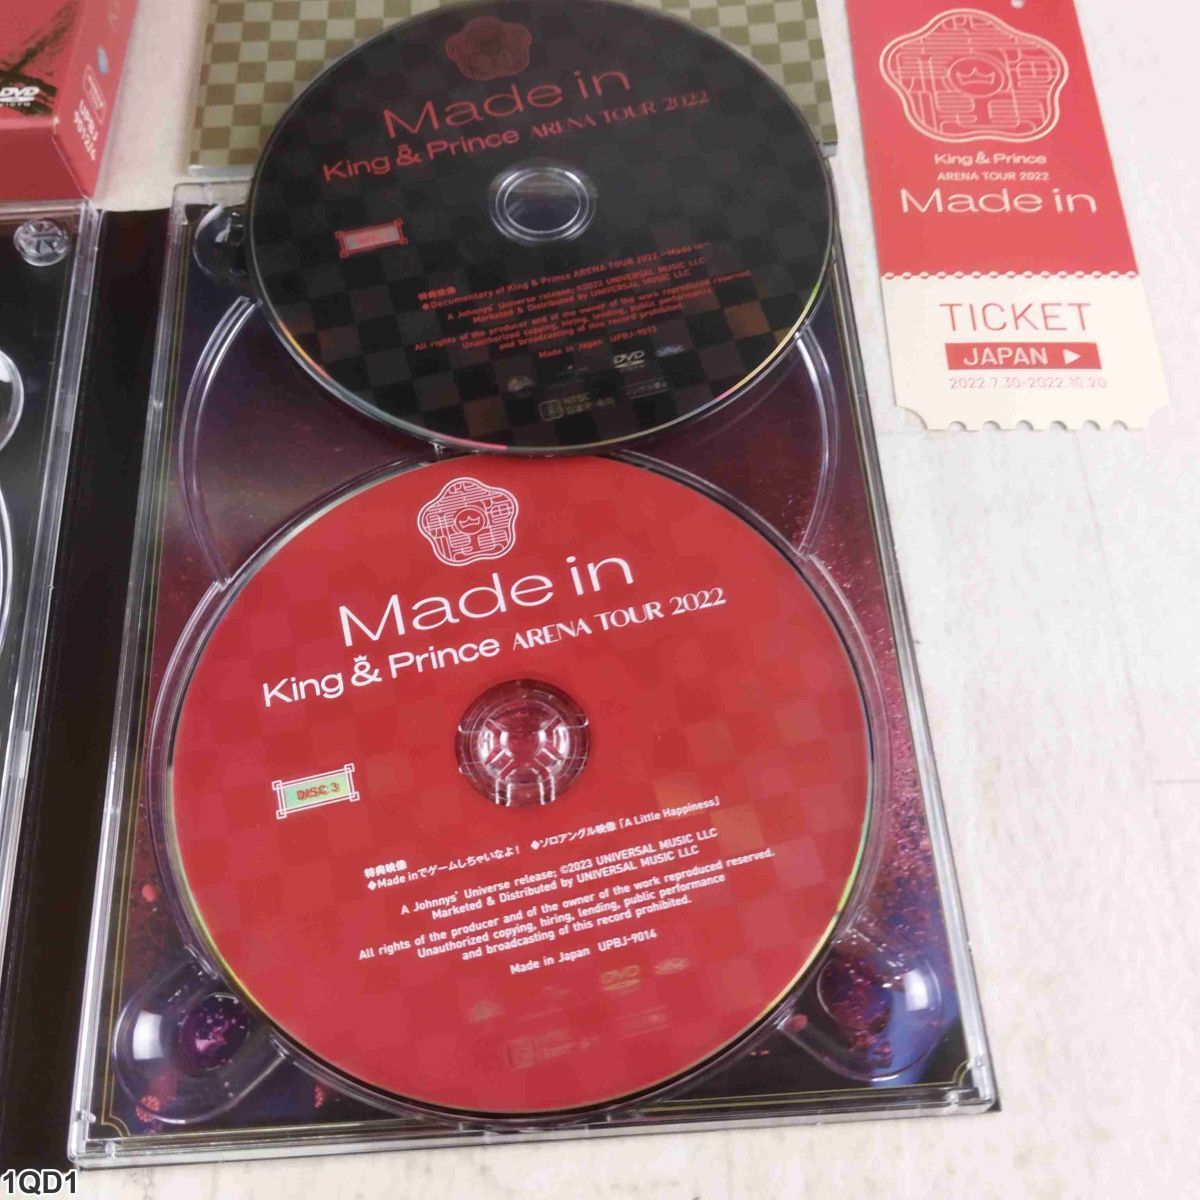 DVD
VIDEO
UPBJ
9072/4
Made in
King & Prince ARENA TOUR 2022
特典映像
◆Documentary of King & Prince ARENA TOUR 2022 ~Made in~
A Johnnys' Universe release; ©2023 UNIVERSAL MUSIC LLC
Marketed & Distributed by UNIVERSAL MUSIC LLC
All rights of the producer and of the owner of the work reproduced reserved.
Unauthorized copying, hiring, lending, public performance
and broadcasting of this record prohibited.
Made in Japan UPBJ-9015
DVD
NTSC
King & Prince
ARENA TOUR 2022
Made in
TICKET
JAPAN ▶
2022.7.30-2022.10.20
Made in
King & Prince ARENA TOUR 2022
DISC 3
特典映像
◆Made inでゲームしちゃいなよ! ◆ソロアングル映像「A Little Happiness」
A Johnnys' Universe release; ©2023 UNIVERSAL MUSIC LLC
Marketed & Distributed by UNIVERSAL MUSIC LLC
All rights of the producer and of the owner of the work reproduced reserved.
Unauthorized copying, hiring, lending, public performance
and broadcasting of this record prohibited.
Made in Japan UPBJ-9014
DVD
1QD1